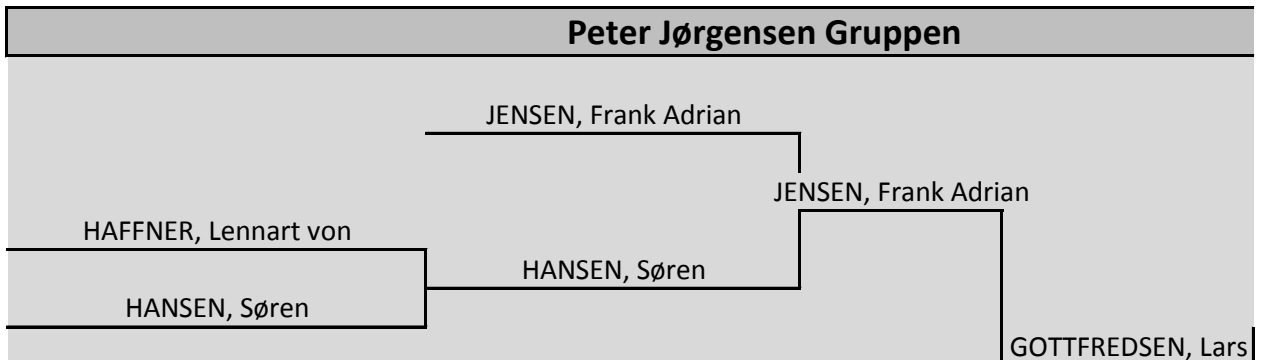 Peter Jørgensen Gruppen
JENSEN, Frank Adrian
JENSEN, Frank Adrian
HAFFNER, Lennart von
HANSEN, Søren
HANSEN, Søren
GOTTFREDSEN, Lars